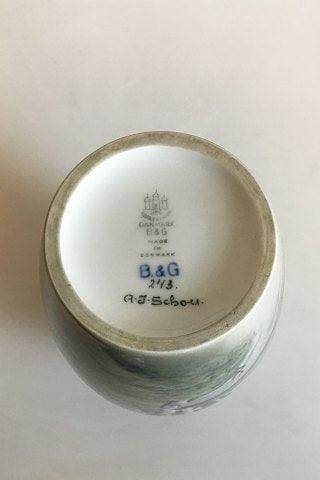 DANMARK
B&G
MADE
IN
DENMARK
B.&G
243.
A.J-Schou.